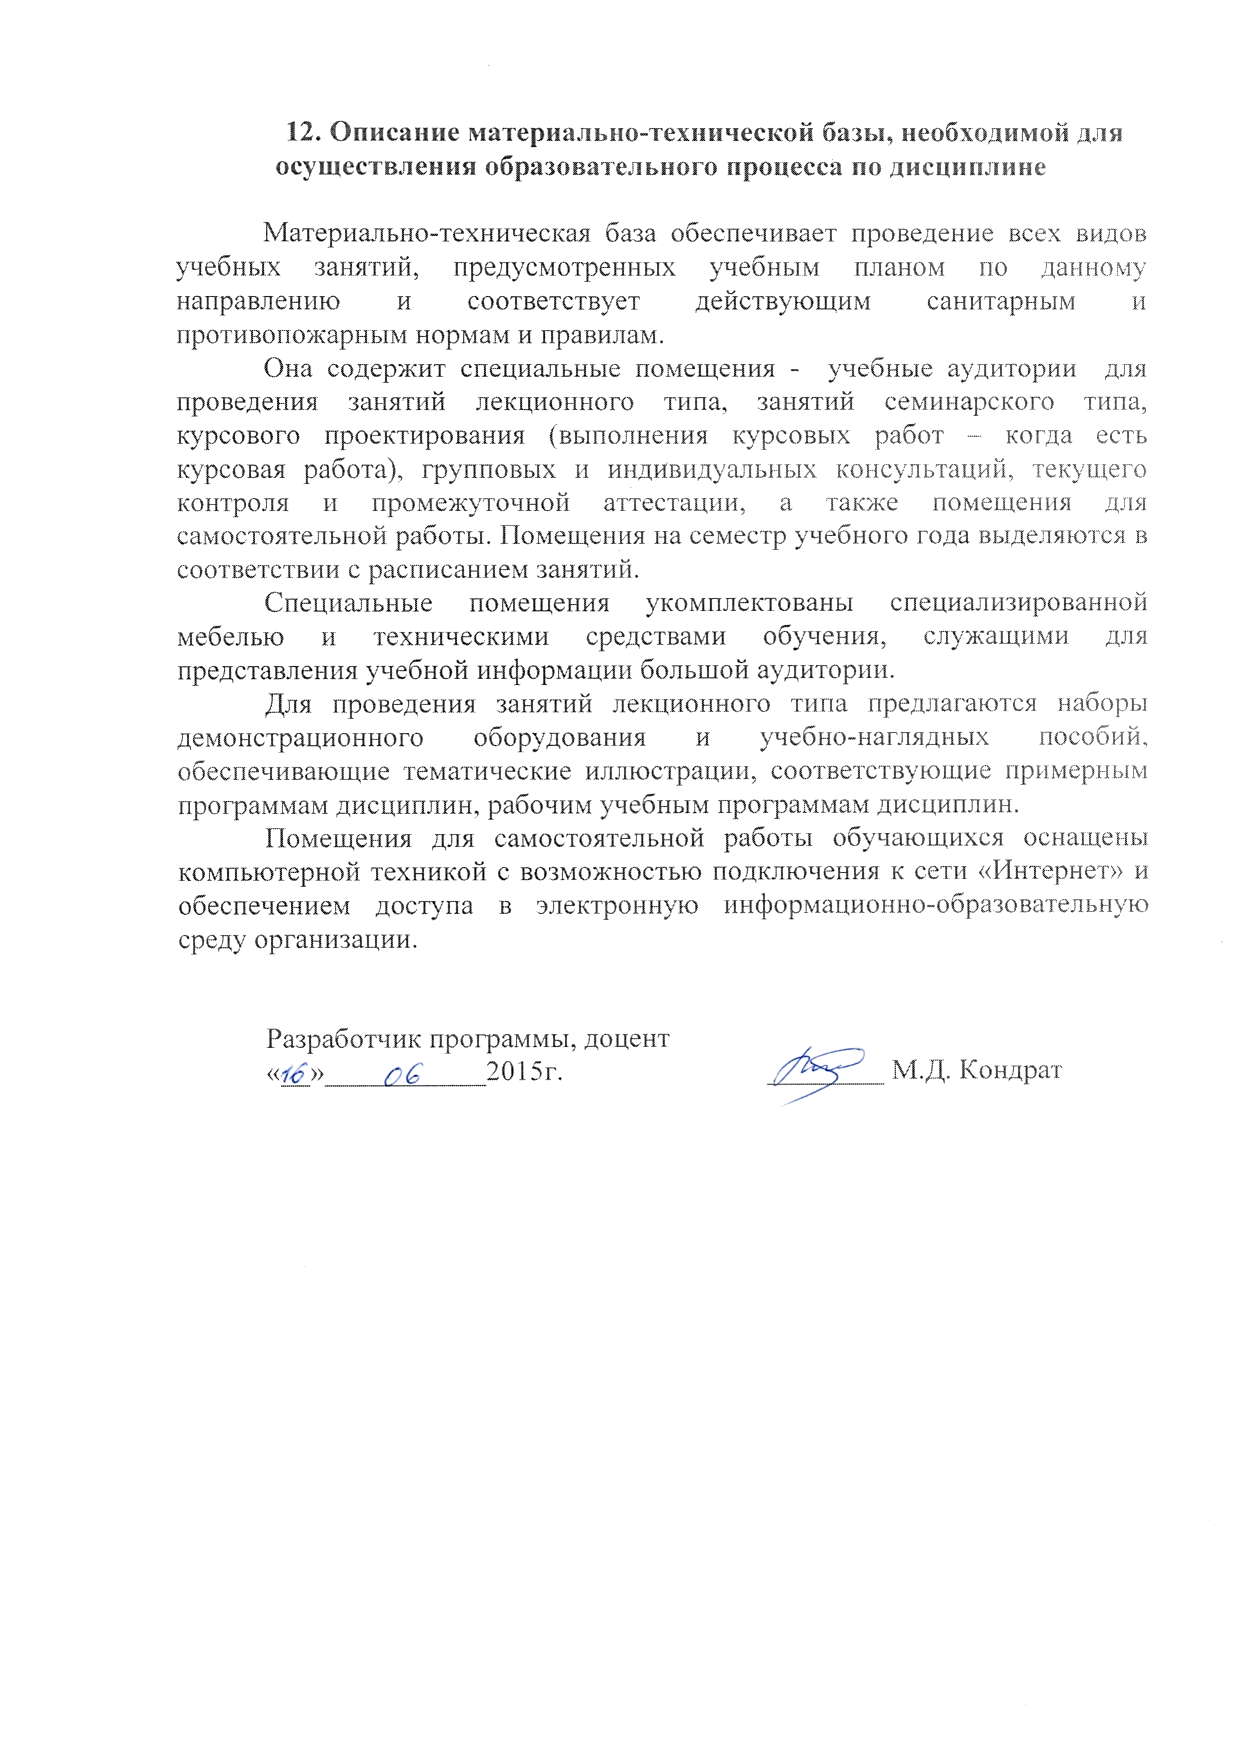 12. Описание материально-технической базы, необходимой для
осуществления образовательного процесса по дисциплине
Материально-техническая база обеспечивает проведение всех видов
учебных занятий, предусмотренных учебным планом по данному
направлению и соответствует действующим санитарным и
противопожарным нормам и правилам.
Она содержит специальные помещения - учебные аудитории для
проведения занятий лекционного типа, занятий семинарского типа,
курсового проектирования (выполнения курсовых работ – когда есть
курсовая работа), групповых и индивидуальных консультаций, текущего
контроля и промежуточной аттестации, а также помещения для
самостоятельной работы. Помещения на семестр учебного года выделяются в
соответствии с расписанием занятий.
Специальные помещения укомплектованы специализированной
мебелью и техническими средствами обучения, служащими для
представления учебной информации большой аудитории.
Для проведения занятий лекционного типа предлагаются наборы
демонстрационного оборудования и учебно-наглядных пособий,
обеспечивающие тематические иллюстрации, соответствующие примерным
программам дисциплин, рабочим учебным программам дисциплин.
Помещения для самостоятельной работы обучающихся оснащены
компьютерной техникой с возможностью подключения к сети «Интернет» и
обеспечением доступа в электронную информационно-образовательную
среду организации.
Разработчик программы, доцент
«16» 06 2015г. М.Д. Кондрат